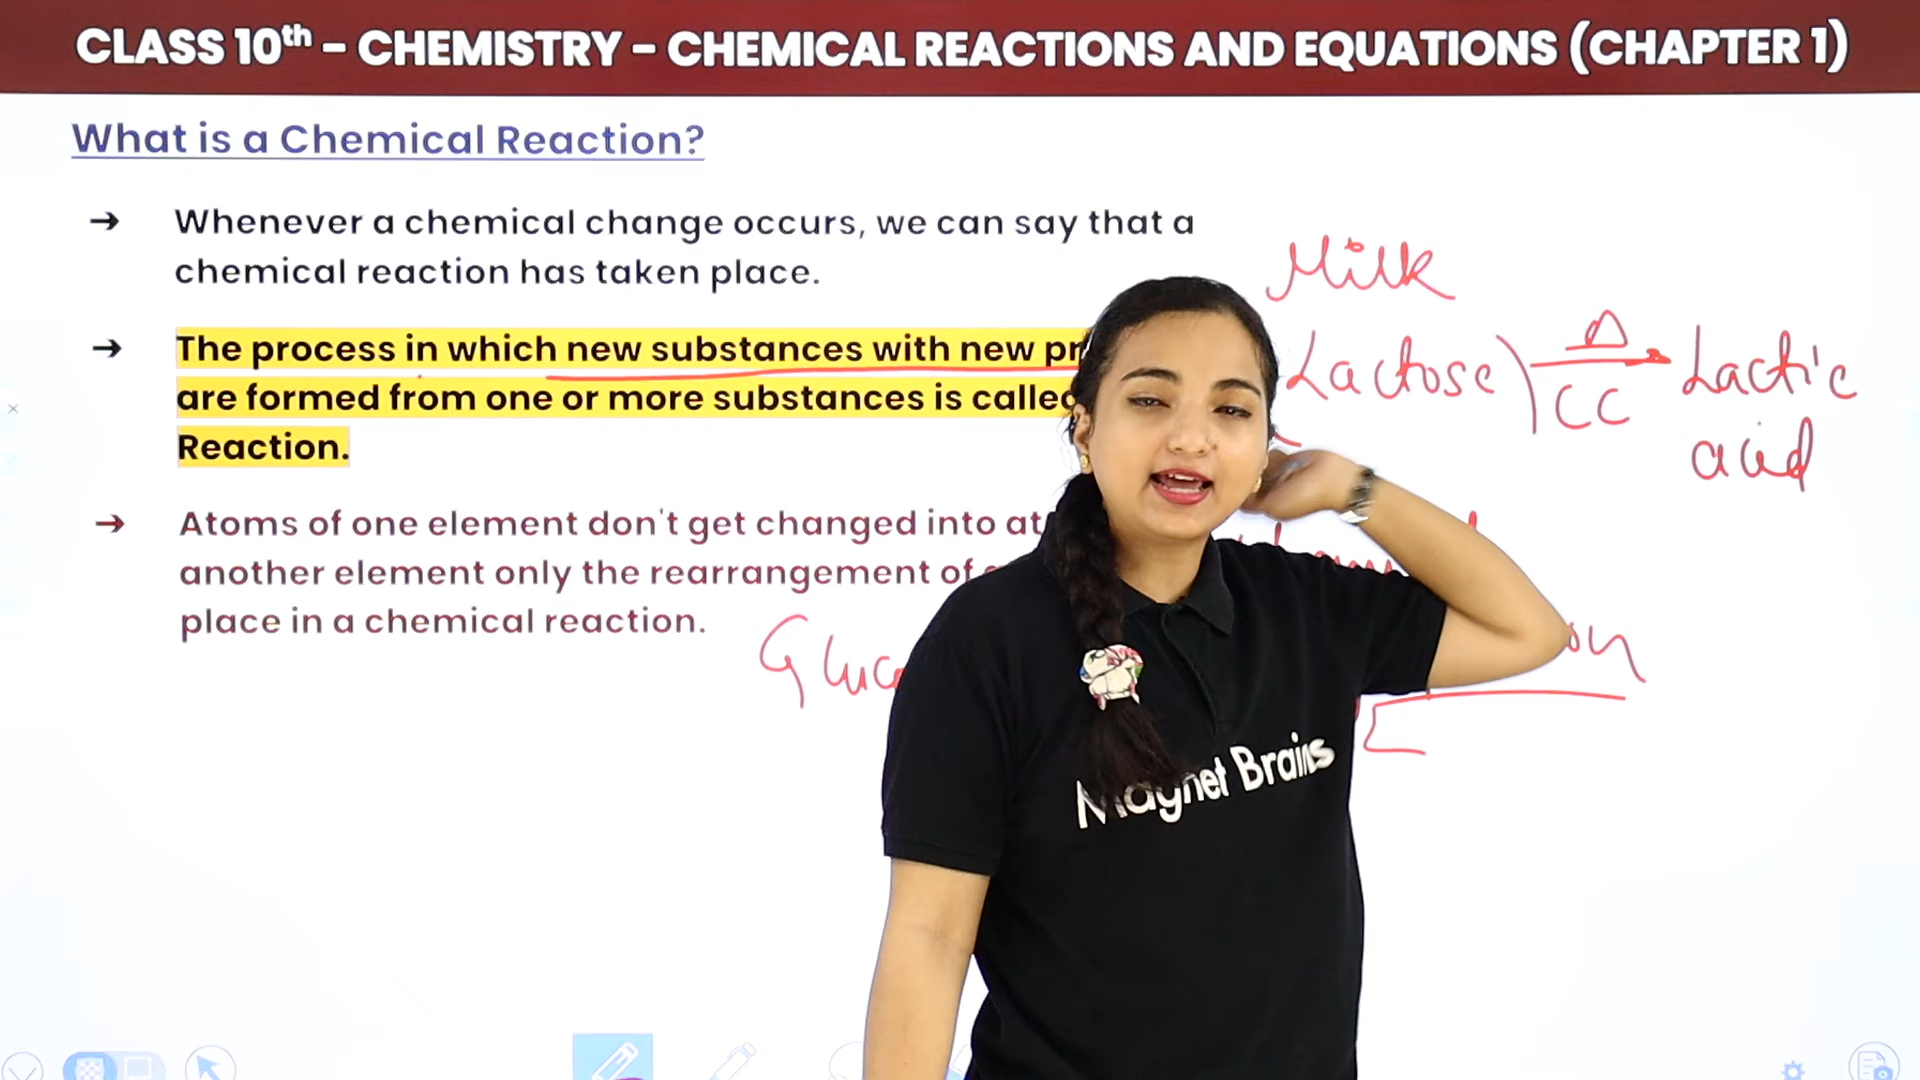 CLASS 10th - CHEMISTRY - CHEMICAL REACTIONS AND EQUATIONS (CHAPTER 1)
What is a Chemical Reaction?
➔ Whenever a chemical change occurs, we can say that a
chemical reaction has taken place.
➔ The process in which new substances with new pr
are formed from one or more substances is called
Reaction.
➔ Atoms of one element don't get changed into at
another element only the rearrangement of
place in a chemical reaction.
Milk
Lactose Δ Lactic
CC acid
Magnet Brains